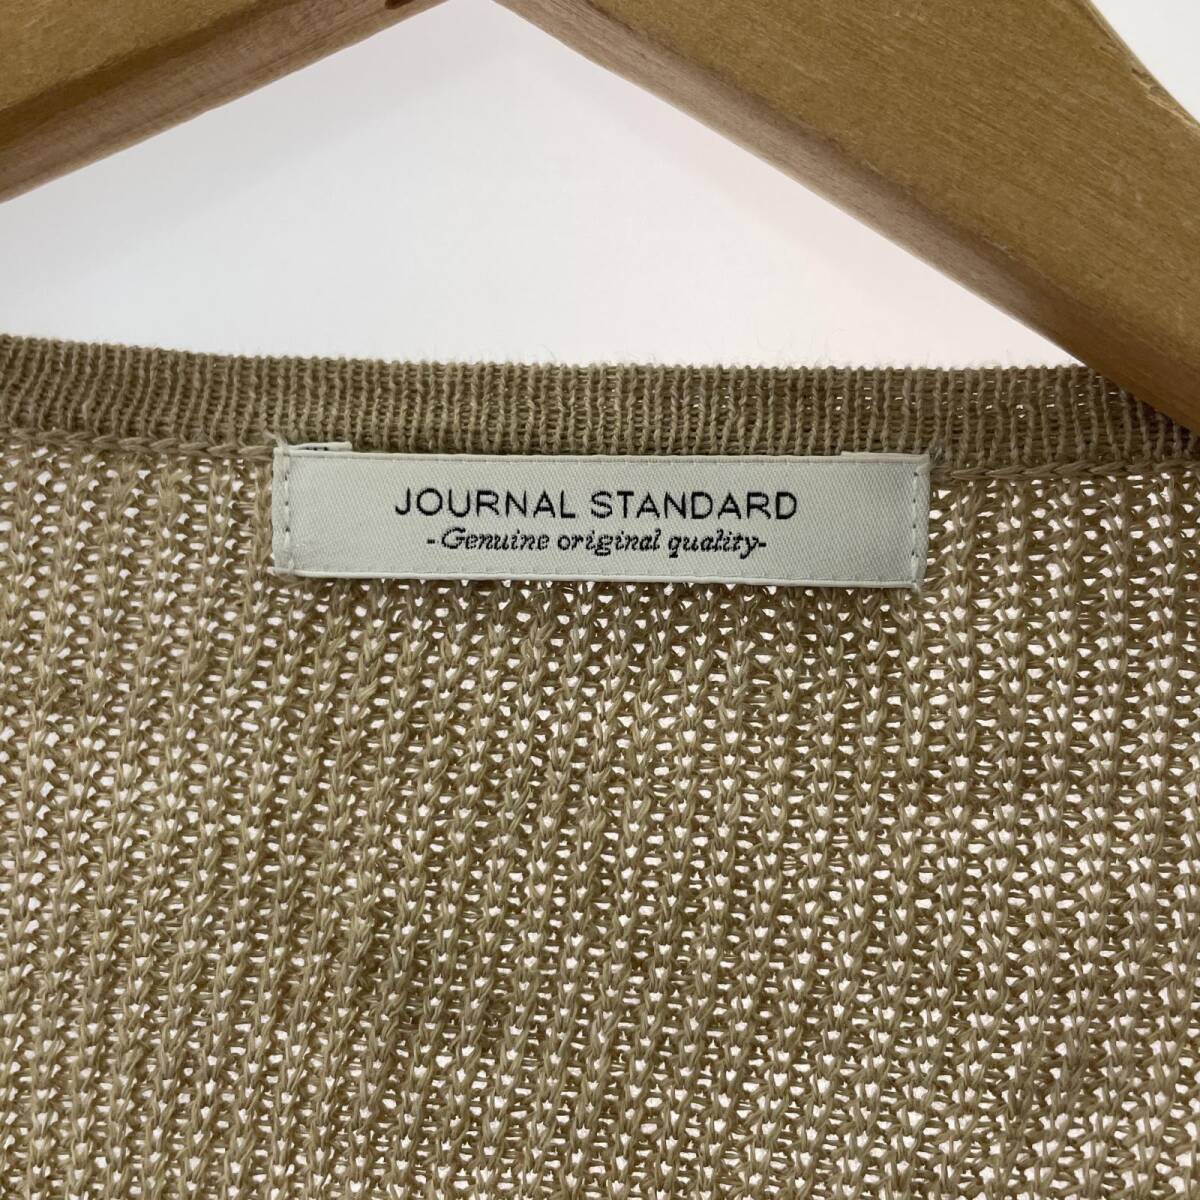 JOURNAL STANDARD
-Genuine original quality-